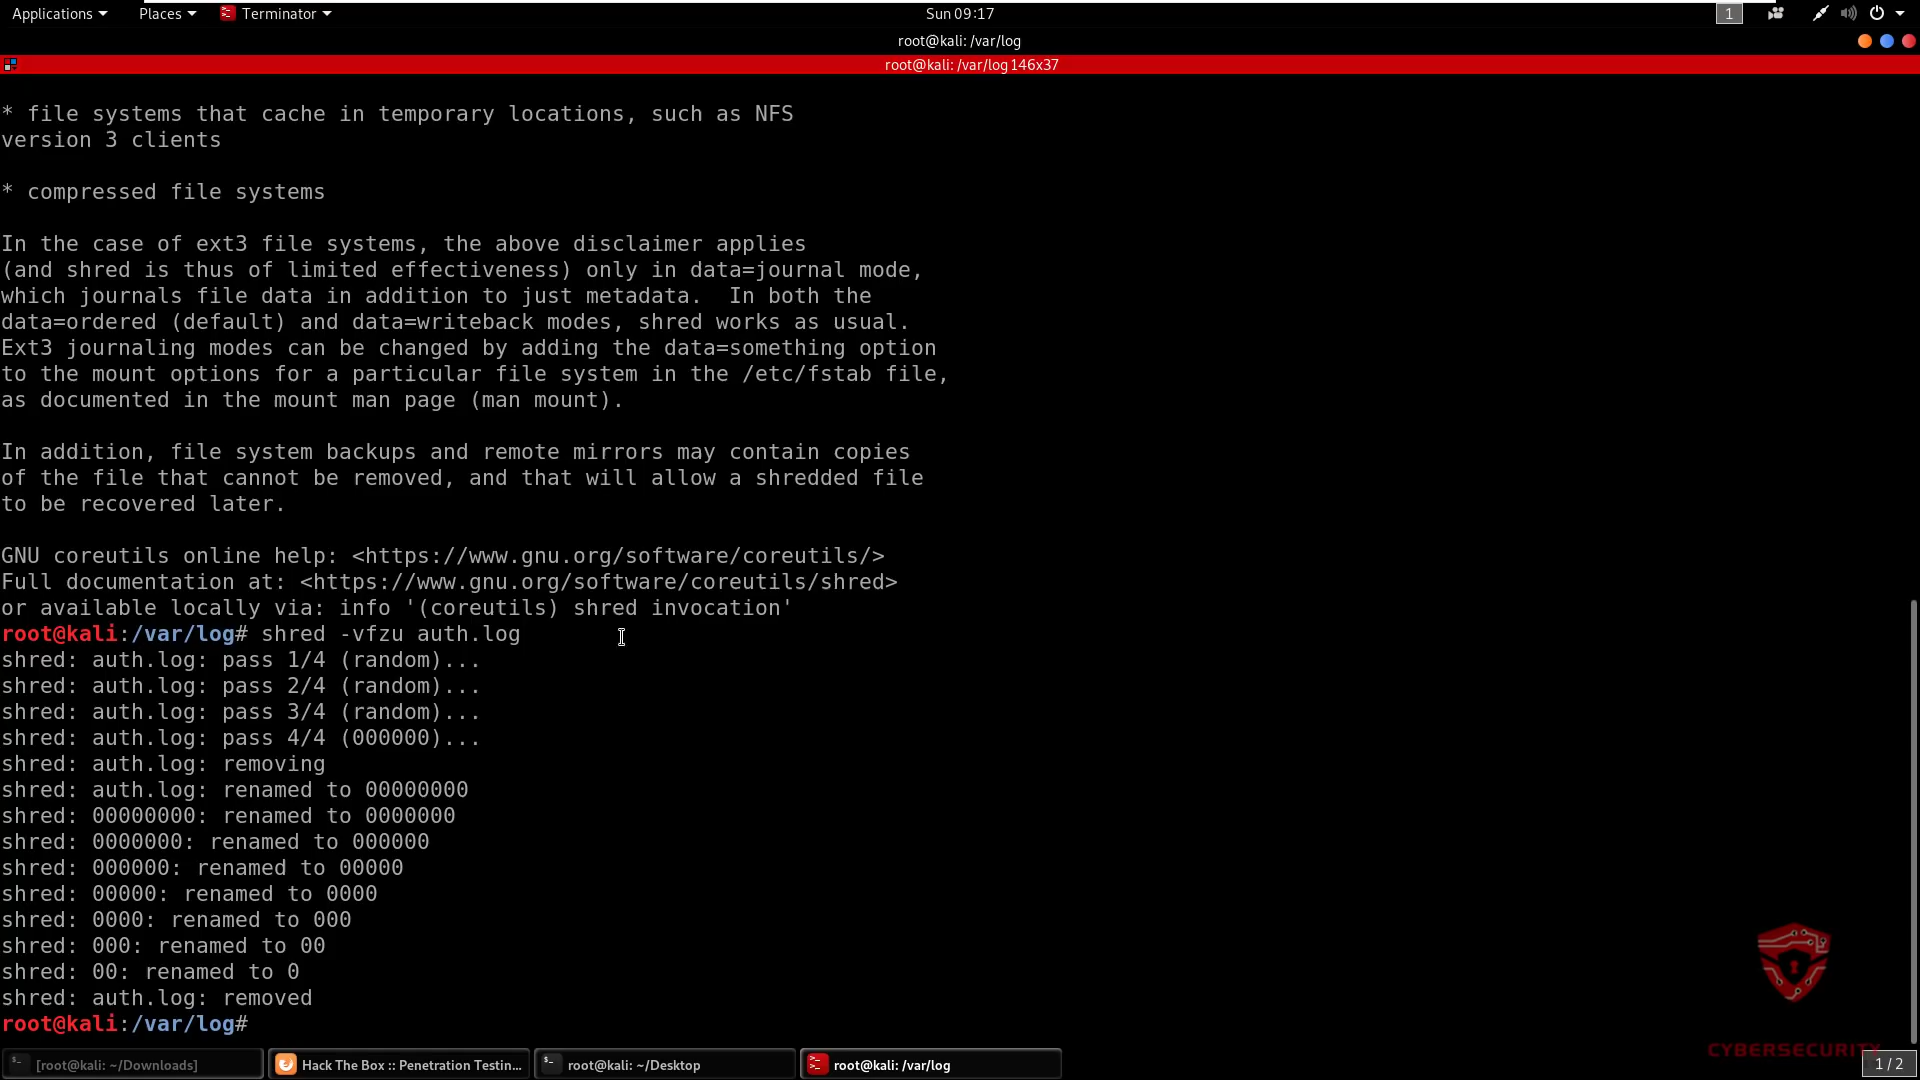 Applications Places Terminator Sun 09:17 1
root@kali: /var/log
root@kali: /var/log 146x37
* file systems that cache in temporary locations, such as NFS
version 3 clients
* compressed file systems
In the case of ext3 file systems, the above disclaimer applies
(and shred is thus of limited effectiveness) only in data=journal mode,
which journals file data in addition to just metadata.  In both the
data=ordered (default) and data=writeback modes, shred works as usual.
Ext3 journaling modes can be changed by adding the data=something option
to the mount options for a particular file system in the /etc/fstab file,
as documented in the mount man page (man mount).
In addition, file system backups and remote mirrors may contain copies
of the file that cannot be removed, and that will allow a shredded file
to be recovered later.
GNU coreutils online help: <https://www.gnu.org/software/coreutils/>
Full documentation at: <https://www.gnu.org/software/coreutils/shred>
or available locally via: info '(coreutils) shred invocation'
root@kali:/var/log# shred -vfzu auth.log
shred: auth.log: pass 1/4 (random)...
shred: auth.log: pass 2/4 (random)...
shred: auth.log: pass 3/4 (random)...
shred: auth.log: pass 4/4 (000000)...
shred: auth.log: removing
shred: auth.log: renamed to 00000000
shred: 00000000: renamed to 0000000
shred: 0000000: renamed to 000000
shred: 000000: renamed to 00000
shred: 00000: renamed to 0000
shred: 0000: renamed to 000
shred: 000: renamed to 00
shred: 00: renamed to 0
shred: auth.log: removed
root@kali:/var/log#
CYBERSECURITY
[root@kali: ~/Downloads] Hack The Box :: Penetration Testin... root@kali: ~/Desktop root@kali: /var/log 1 / 2